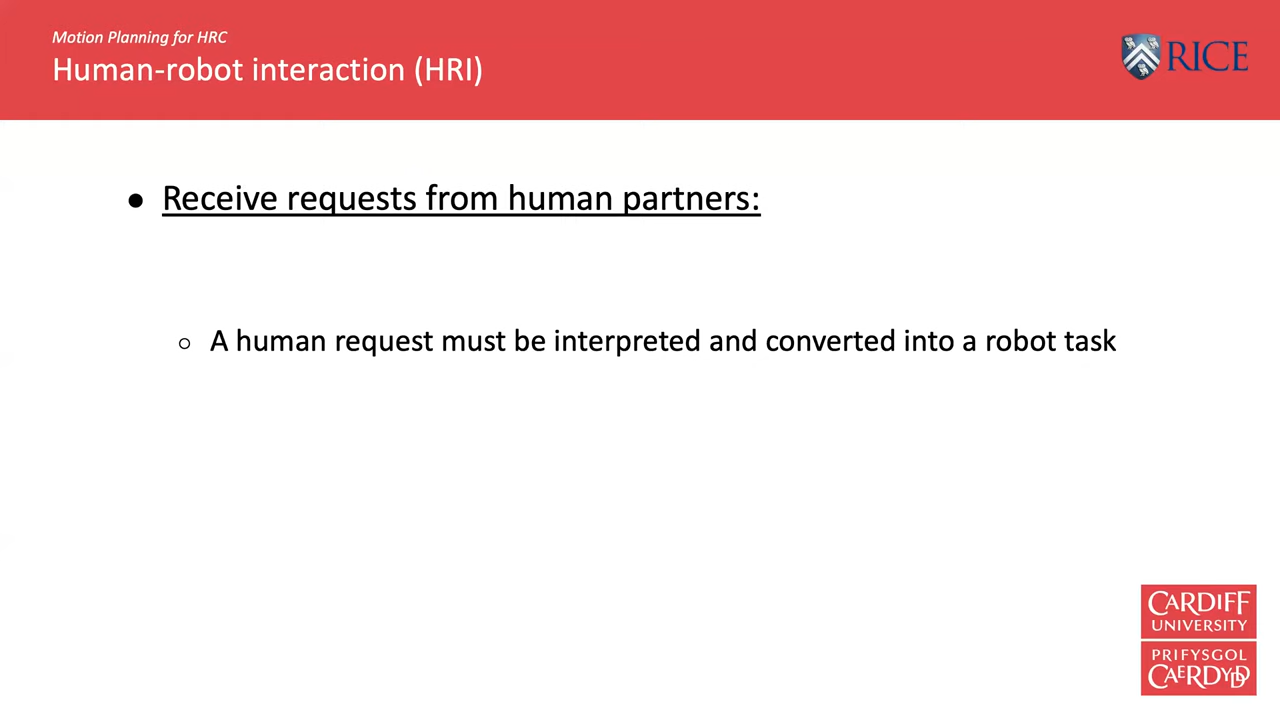 Motion Planning for HRC
Human-robot interaction (HRI)
RICE
● Receive requests from human partners:
○ A human request must be interpreted and converted into a robot task
CARDIFF
UNIVERSITY
PRIFYSGOL
CAERDYDD